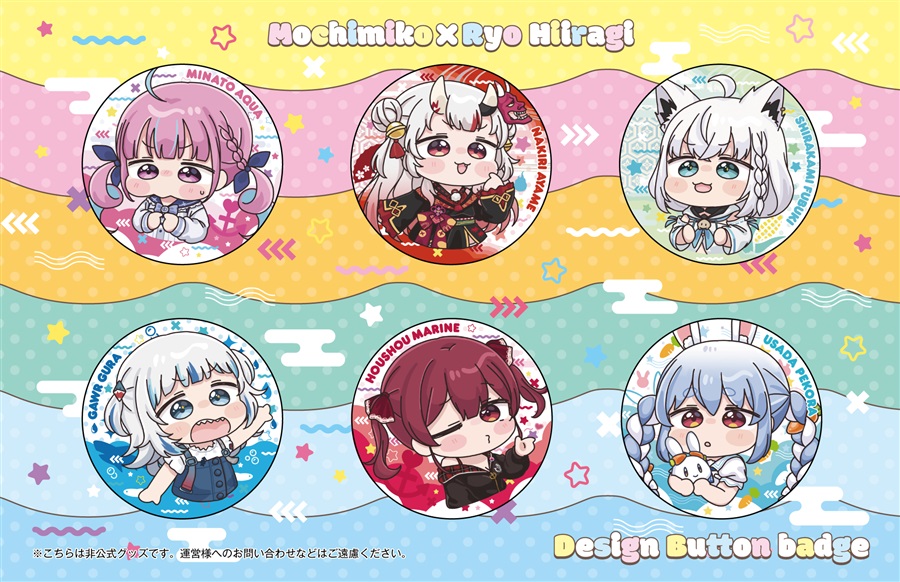 Mochimiko×Ryo Hiiragi
MINATO AQUA
NAKIRI AYAME
SHIRAKAMI FUBUKI
GAWR GURA
HOUSHOU MARINE
USADA PEKORA
※こちらは非公式グッズです。運営様へのお問い合わせなどはご遠慮ください。
Design Button badge